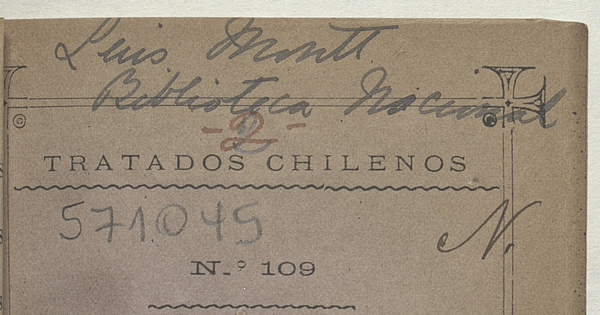 Luis Montt
Biblioteca Nacional
-2-
TRATADOS CHILENOS
571045
N.
N.º 109